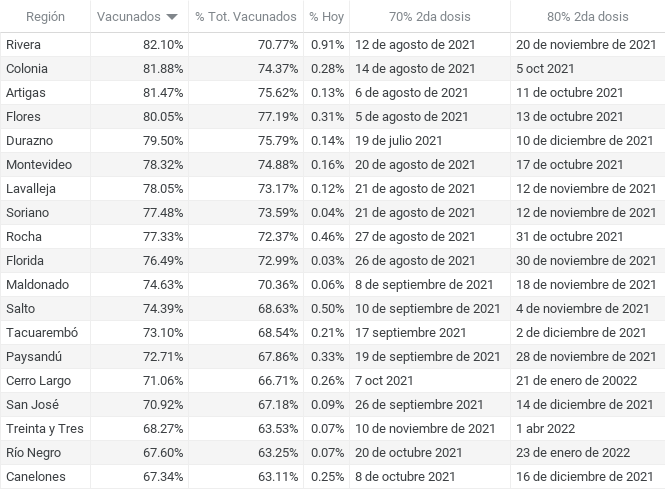 Región Vacunados % Tot. Vacunados % Hoy 70% 2da dosis 80% 2da dosis
Rivera 82.10% 70.77% 0.91% 12 de agosto de 2021 20 de noviembre de 2021
Colonia 81.88% 74.37% 0.28% 14 de agosto de 2021 5 oct 2021
Artigas 81.47% 75.62% 0.13% 6 de agosto de 2021 11 de octubre de 2021
Flores 80.05% 77.19% 0.31% 5 de agosto de 2021 13 de octubre de 2021
Durazno 79.50% 75.79% 0.14% 19 de julio 2021 10 de diciembre de 2021
Montevideo 78.32% 74.88% 0.16% 20 de agosto de 2021 17 de octubre de 2021
Lavalleja 78.05% 73.17% 0.12% 21 de agosto de 2021 12 de noviembre de 2021
Soriano 77.48% 73.59% 0.04% 21 de agosto de 2021 12 de noviembre de 2021
Rocha 77.33% 72.37% 0.46% 27 de agosto de 2021 31 de octubre de 2021
Florida 76.49% 72.99% 0.03% 26 de agosto de 2021 30 de noviembre de 2021
Maldonado 74.63% 70.36% 0.06% 8 de septiembre de 2021 18 de noviembre de 2021
Salto 74.39% 68.63% 0.50% 10 de septiembre de 2021 4 de noviembre de 2021
Tacuarembó 73.10% 68.54% 0.21% 17 septiembre de 2021 2 de diciembre de 2021
Paysandú 72.71% 67.86% 0.33% 19 de septiembre de 2021 28 de noviembre de 2021
Cerro Largo 71.06% 66.71% 0.26% 7 oct 2021 21 de enero de 20022
San José 70.92% 67.18% 0.09% 26 de septiembre de 2021 14 de diciembre de 2021
Treinta y Tres 68.27% 63.53% 0.07% 10 de noviembre de 2021 1 abr 2022
Río Negro 67.60% 63.25% 0.07% 20 de octubre de 2021 23 de enero de 2022
Canelones 67.34% 63.11% 0.25% 8 de octubre de 2021 16 de diciembre de 2021